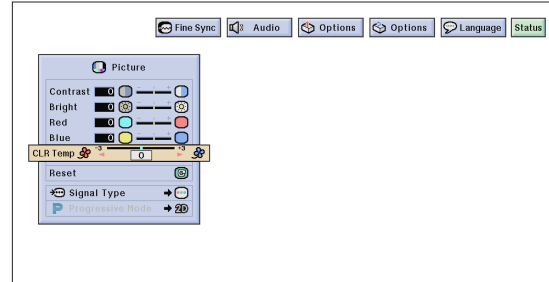 Fine Sync Audio Options Options Language Status
Picture
Contrast 0
Bright 0
Red 0
Blue 0
CLR Temp -3 0 +3
Reset
Signal Type
P Progressive Mode 2D